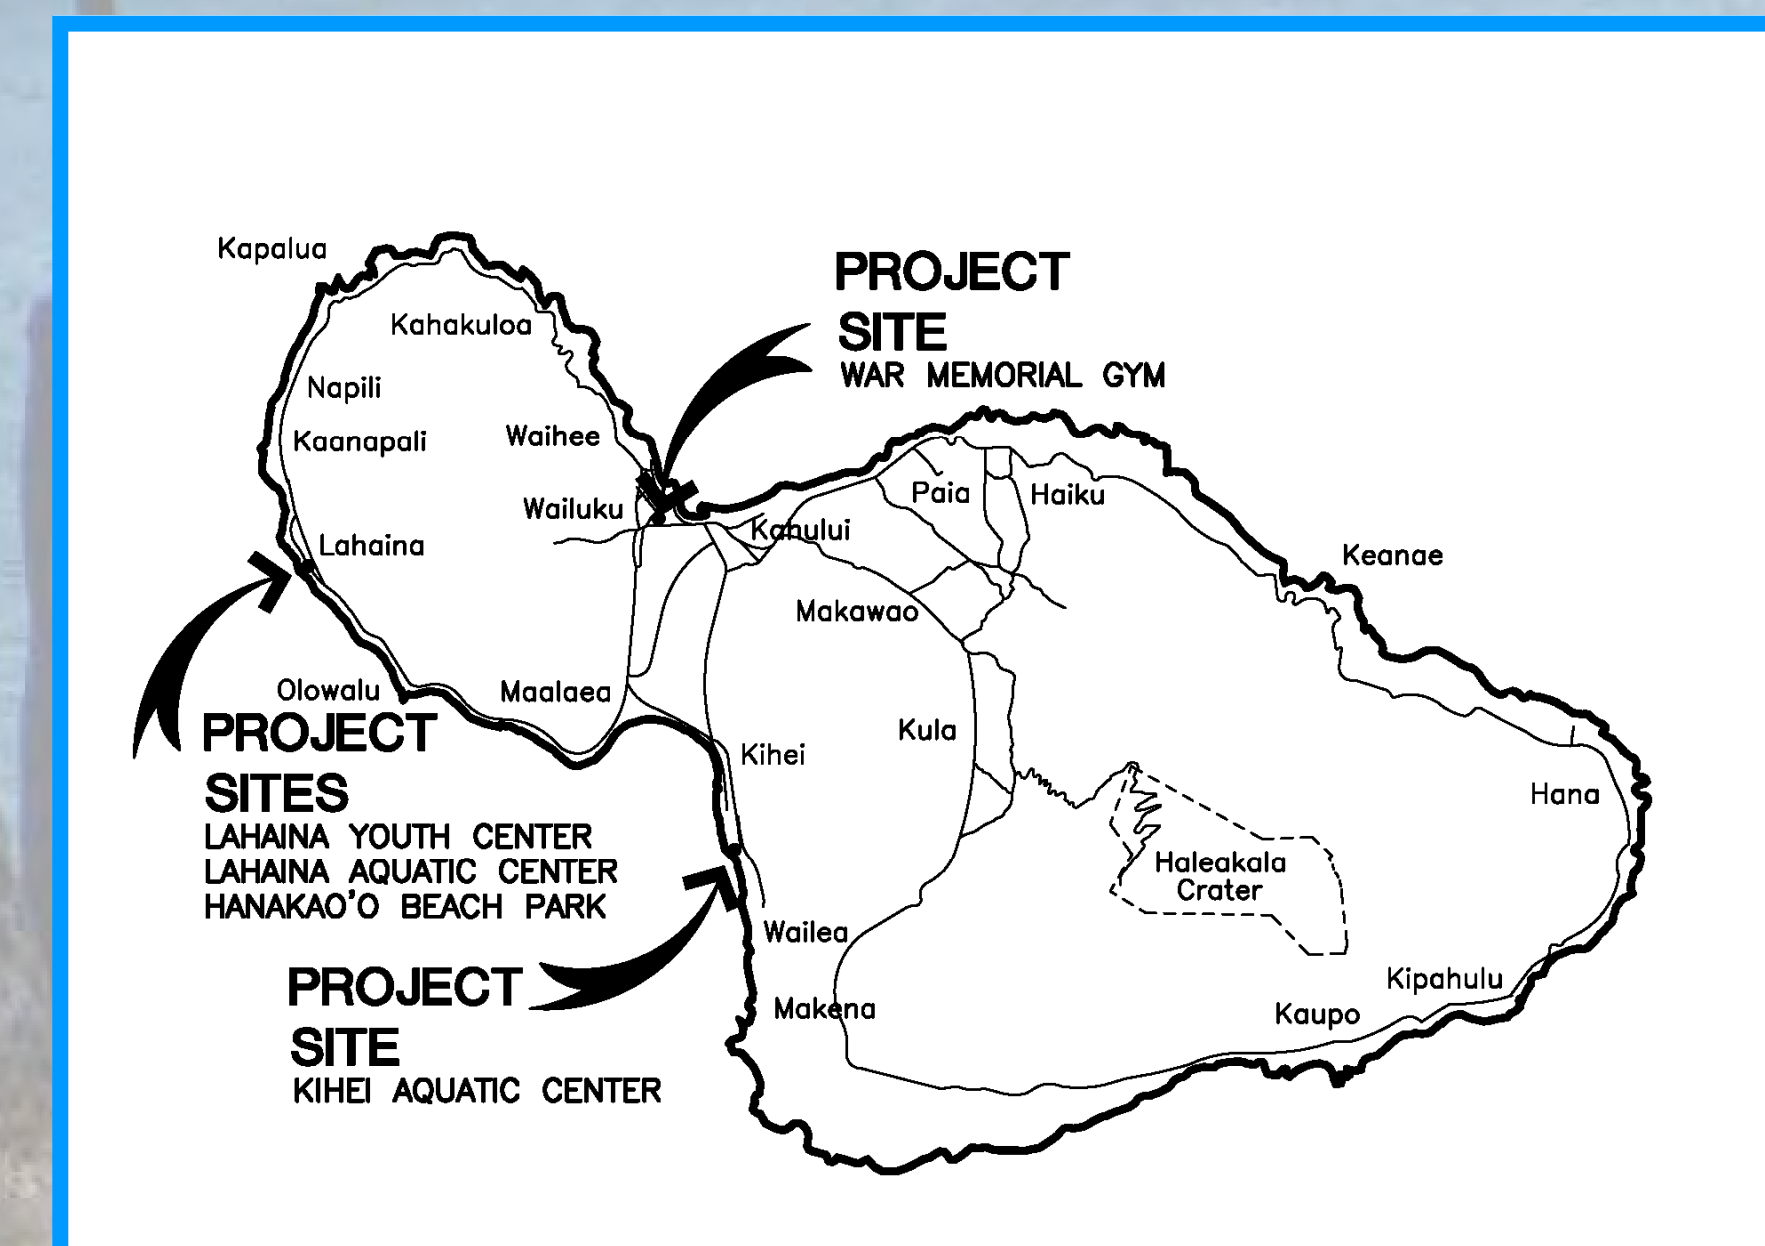 Kapalua
PROJECT
SITE
WAR MEMORIAL GYM
Kahakuloa
Napili
Kaanapali
Waihee
Wailuku
Paia
Haiku
Kahului
Lahaina
Keanae
Makawao
Olowalu
Maalaea
PROJECT
SITES
LAHAINA YOUTH CENTER
LAHAINA AQUATIC CENTER
HANAKAO'O BEACH PARK
Kula
Kihei
Hana
Haleakala
Crater
Wailea
PROJECT
SITE
KIHEI AQUATIC CENTER
Makena
Kipahulu
Kaupo